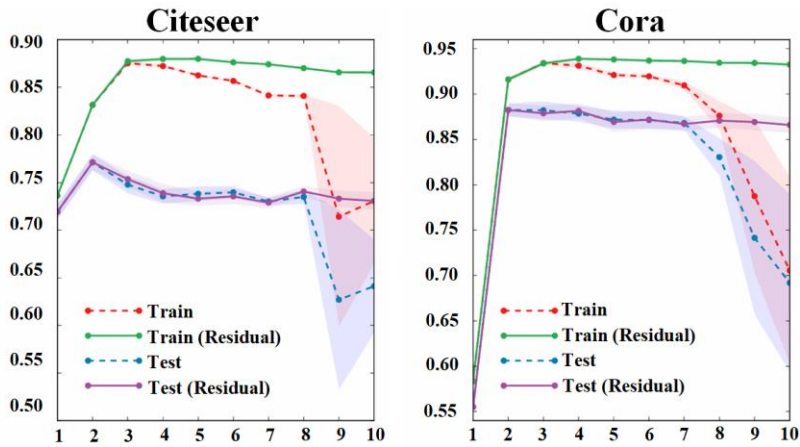 Citeseer
0.90
0.85
0.80
0.75
0.70
0.65
0.60
0.55
0.50
Train
Train (Residual)
Test
Test (Residual)
1 2 3 4 5 6 7 8 9 10
Cora
0.95
0.90
0.85
0.80
0.75
0.70
0.65
0.60
0.55
Train
Train (Residual)
Test
Test (Residual)
1 2 3 4 5 6 7 8 9 10